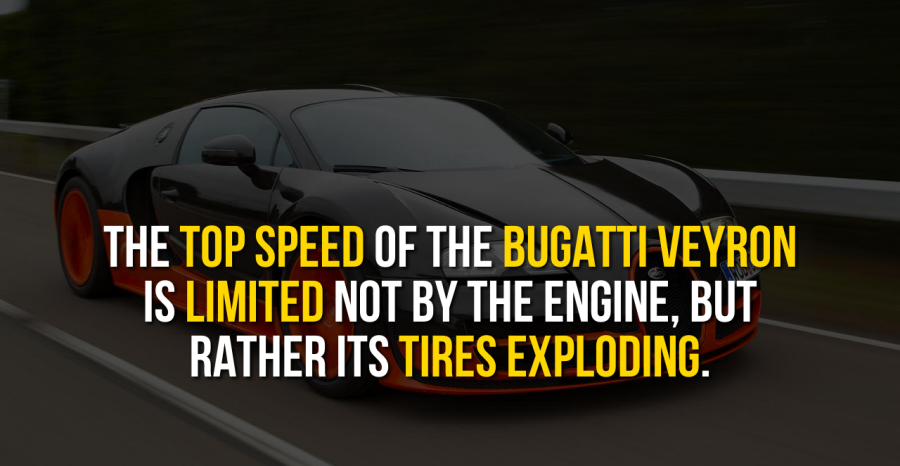 THE TOP SPEED OF THE BUGATTI VEYRON
IS LIMITED NOT BY THE ENGINE, BUT
RATHER ITS TIRES EXPLODING.